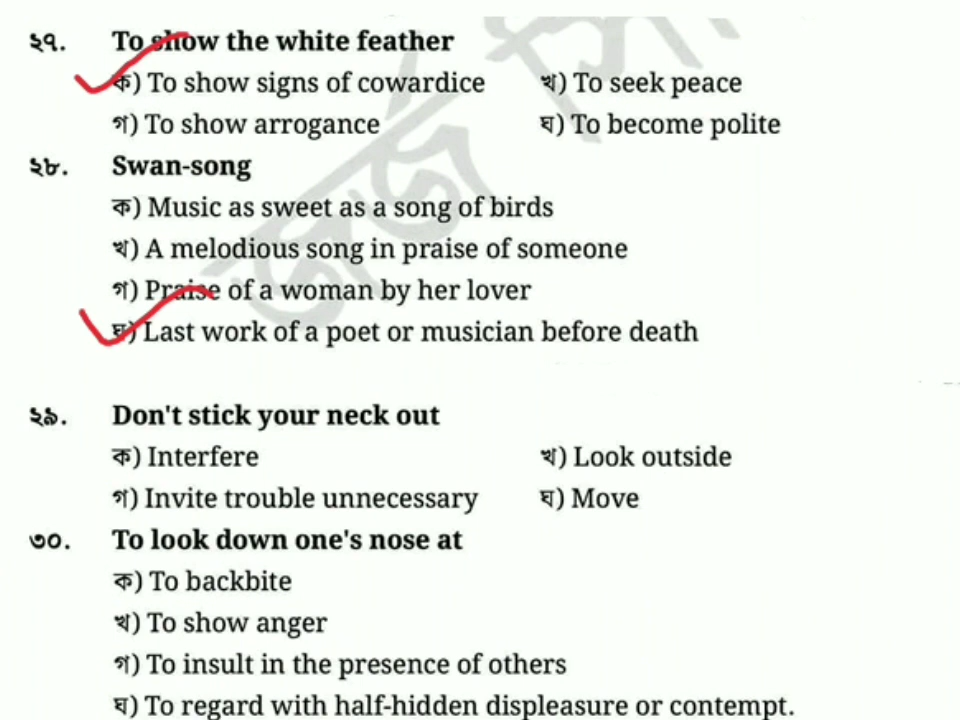 ২৭. To show the white feather
ক) To show signs of cowardice খ) To seek peace
গ) To show arrogance ঘ) To become polite
২৮. Swan-song
ক) Music as sweet as a song of birds
খ) A melodious song in praise of someone
গ) Praise of a woman by her lover
ঘ) Last work of a poet or musician before death
২৯. Don't stick your neck out
ক) Interfere খ) Look outside
গ) Invite trouble unnecessary ঘ) Move
৩০. To look down one's nose at
ক) To backbite
খ) To show anger
গ) To insult in the presence of others
ঘ) To regard with half-hidden displeasure or contempt.